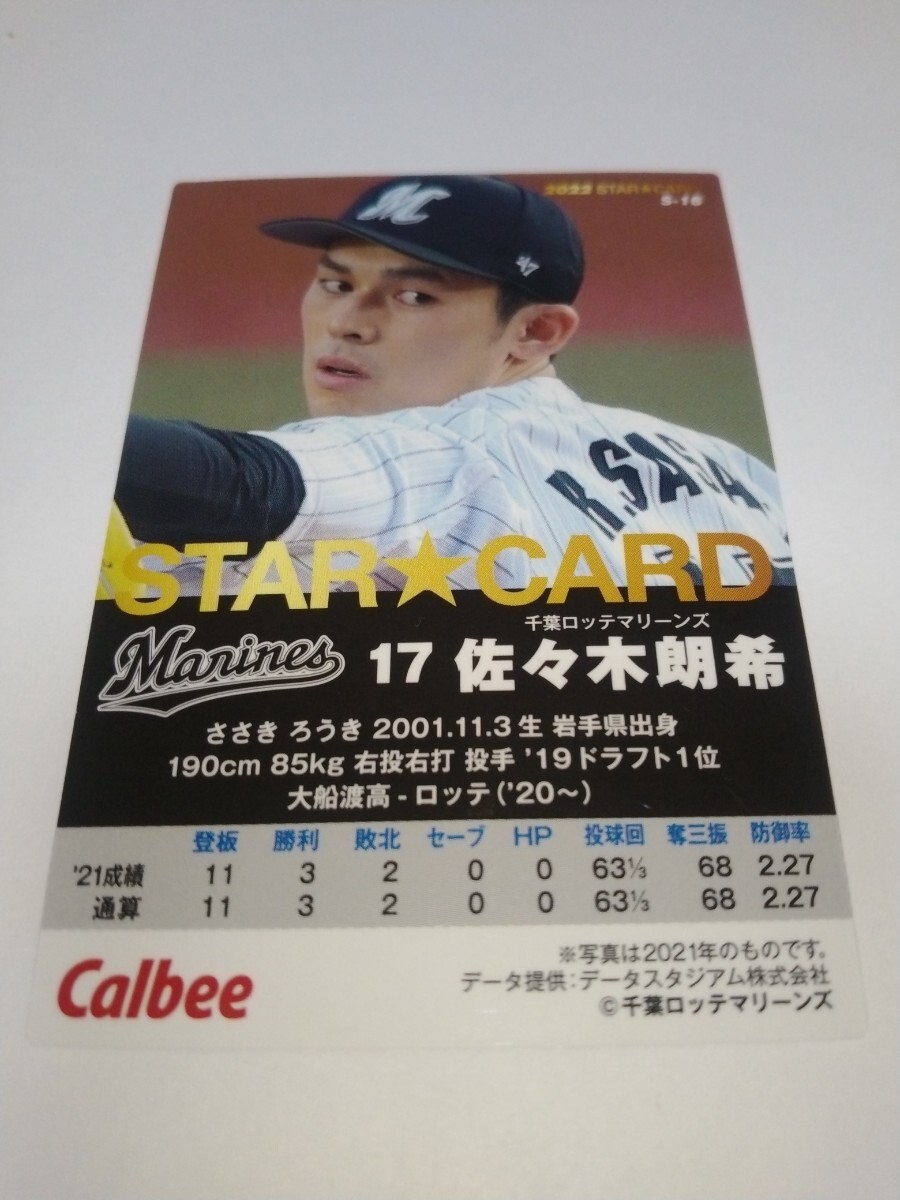 2022 STAR★CARD
S-16
M
'47
R.SASA
STAR★CARD
千葉ロッテマリーンズ
Marines 17 佐々木朗希
ささき ろうき 2001.11.3生 岩手県出身
190cm 85kg 右投右打 投手 '19ドラフト1位
大船渡高-ロッテ('20〜)
登板 勝利 敗北 セーブ HP 投球回 奪三振 防御率
'21成績 11 3 2 0 0 63⅓ 68 2.27
通算 11 3 2 0 0 63⅓ 68 2.27
Calbee
※写真は2021年のものです。
データ提供:データスタジアム株式会社
©千葉ロッテマリーンズ